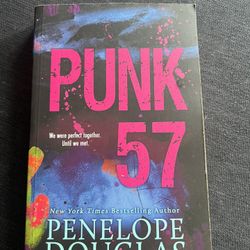 PUNK
57
We were perfect together.
Until we met.
New York Times Bestselling Author
PENELOPE
DOUGLAS